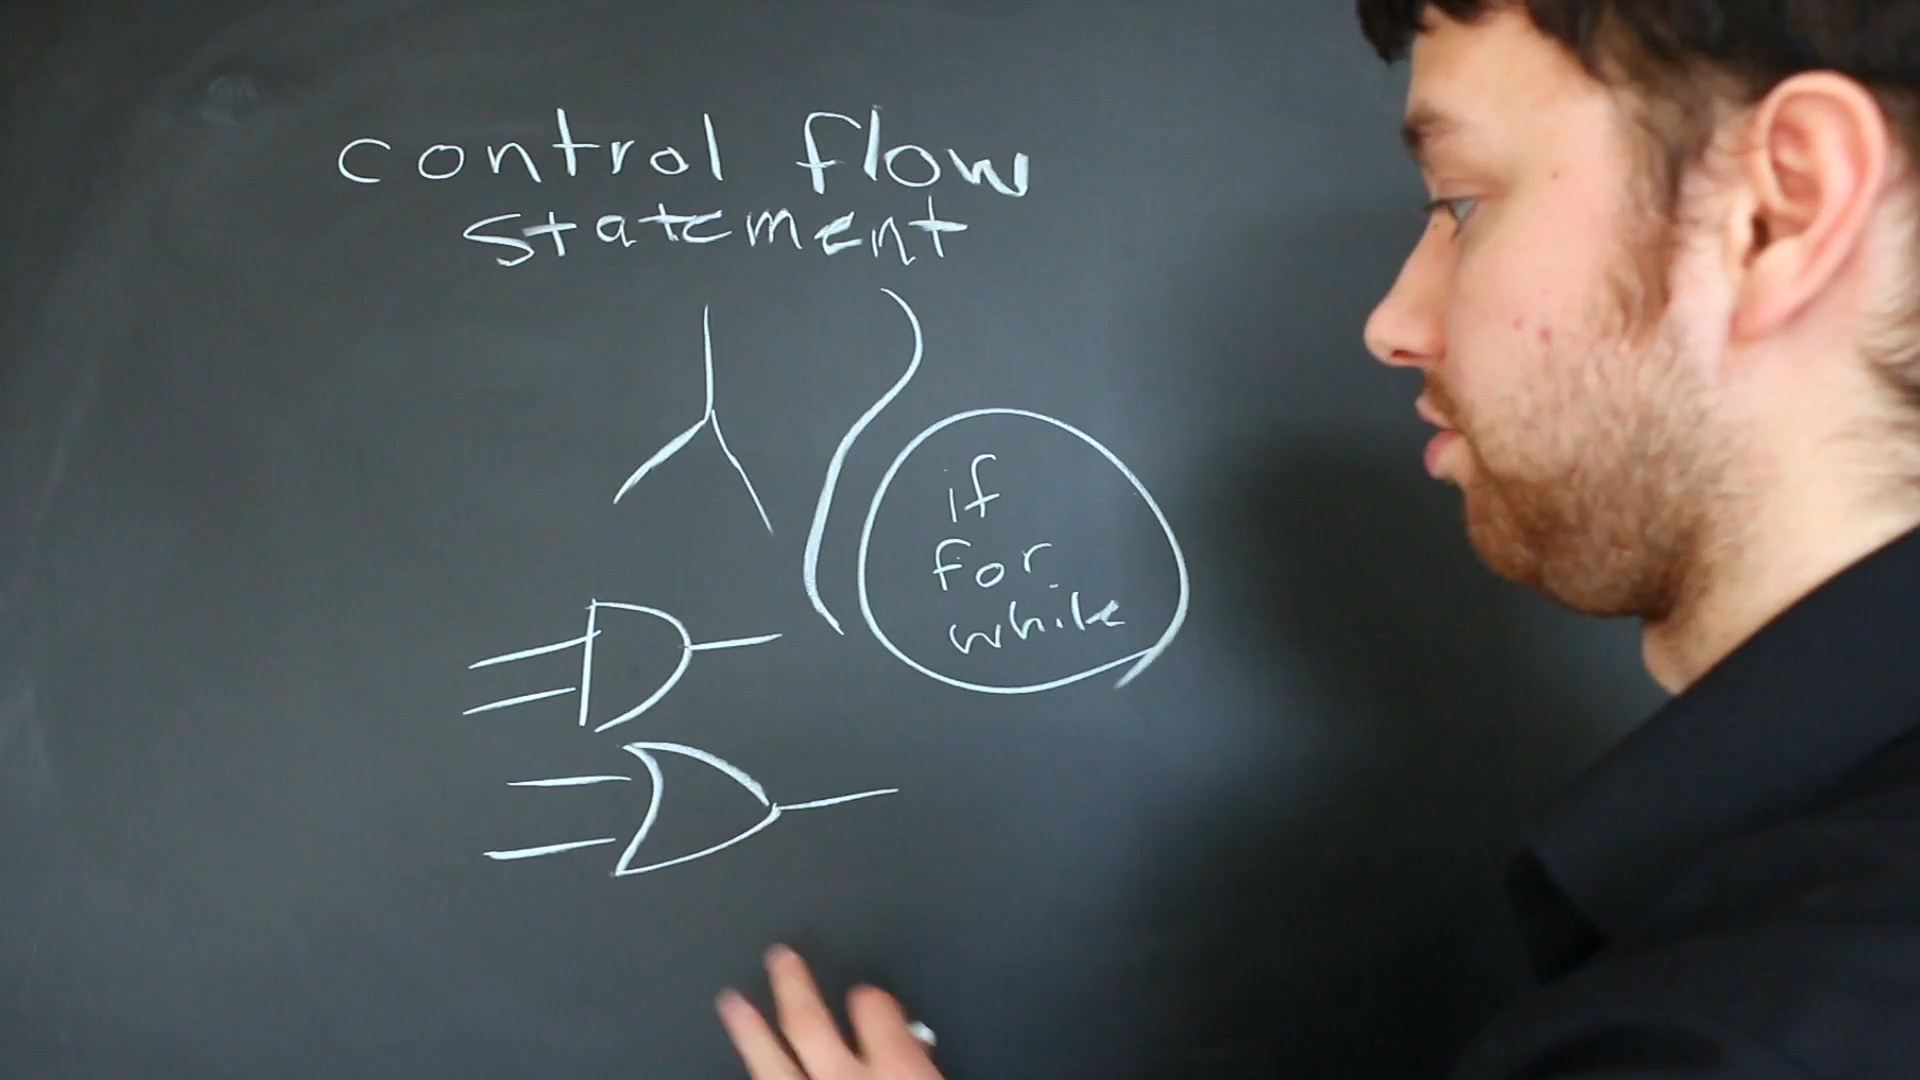 control flow
statement
if
for
while